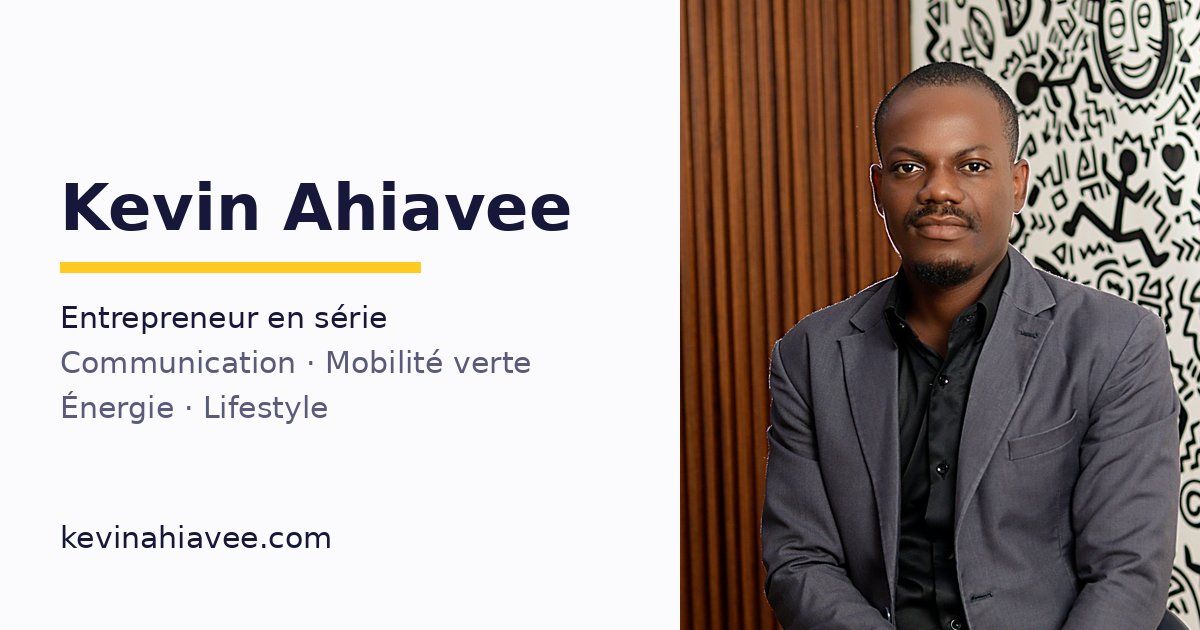 Kevin Ahiavee
Entrepreneur en série
Communication · Mobilité verte
Énergie · Lifestyle
kevinahiavee.com